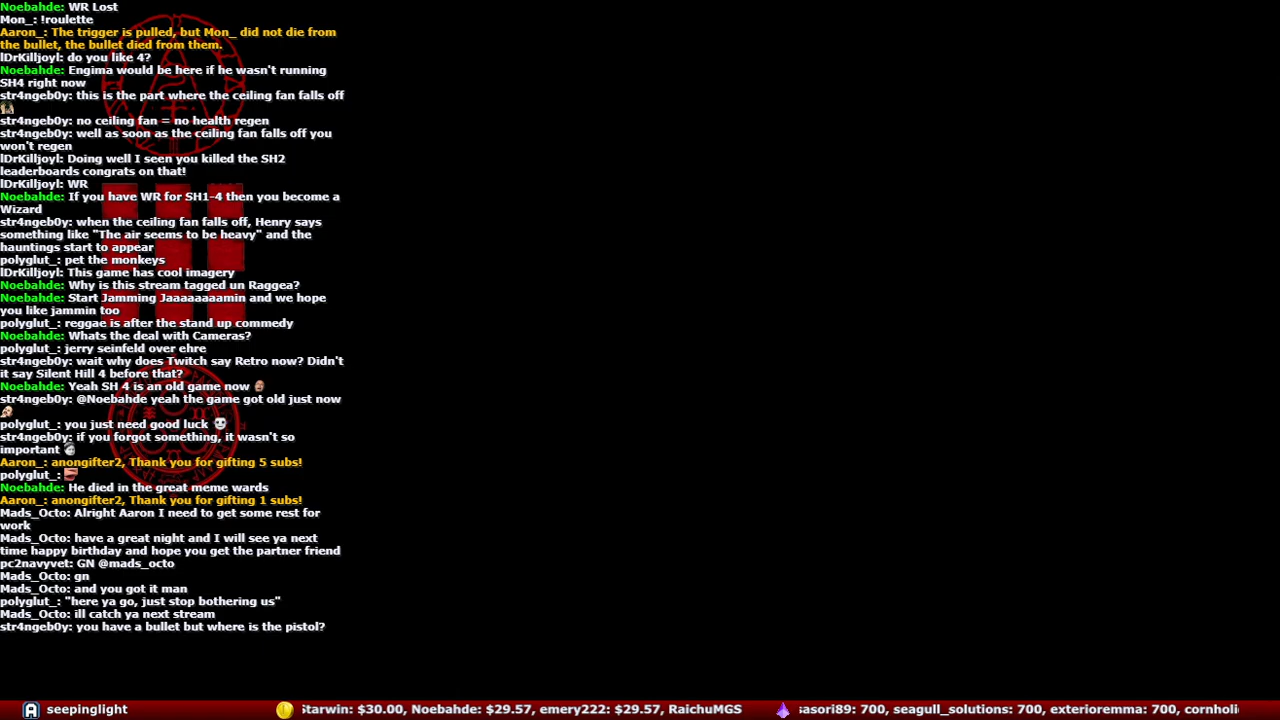 Noebahde: WR Lost
Mon_: !roulette
Aaron_: The trigger is pulled, but Mon_ did not die from
the bullet, the bullet died from them.
lDrKilljoyl: do you like 4?
Noebahde: Engima would be here if he wasn't running
SH4 right now
str4ngeb0y: this is the part where the ceiling fan falls off
str4ngeb0y: no ceiling fan = no health regen
str4ngeb0y: well as soon as the ceiling fan falls off you
won't regen
lDrKilljoyl: Doing well I seen you killed the SH2
leaderboards congrats on that!
lDrKilljoyl: WR
Noebahde: If you have WR for SH1-4 then you become a
Wizard
str4ngeb0y: when the ceiling fan falls off, Henry says
something like "The air seems to be heavy" and the
hauntings start to appear
polyglut_: pet the monkeys
lDrKilljoyl: This game has cool imagery
Noebahde: Why is this stream tagged un Raggea?
Noebahde: Start Jamming Jaaaaaaamin and we hope
you like jammin too
polyglut_: reggae is after the stand up commedy
Noebahde: Whats the deal with Cameras?
polyglut_: jerry seinfeld over ehre
str4ngeb0y: wait why does Twitch say Retro now? Didn't
it say Silent Hill 4 before that?
Noebahde: Yeah SH 4 is an old game now
str4ngeb0y: @Noebahde yeah the game got old just now
polyglut_: you just need good luck
str4ngeb0y: if you forgot something, it wasn't so
important
Aaron_: anongifter2, Thank you for gifting 5 subs!
polyglut_:
Noebahde: He died in the great meme wards
Aaron_: anongifter2, Thank you for gifting 1 subs!
Mads_Octo: Alright Aaron I need to get some rest for
work
Mads_Octo: have a great night and I will see ya next
time happy birthday and hope you get the partner friend
pc2navyvet: GN @mads_octo
Mads_Octo: gn
Mads_Octo: and you got it man
polyglut_: "here ya go, just stop bothering us"
Mads_Octo: ill catch ya next stream
str4ngeb0y: you have a bullet but where is the pistol?
seepinglight Starwin: $30.00, Noebahde: $29.57, emery222: $29.57, RaichuMGS sasori89: 700, seagull_solutions: 700, exterioremma: 700, cornholi